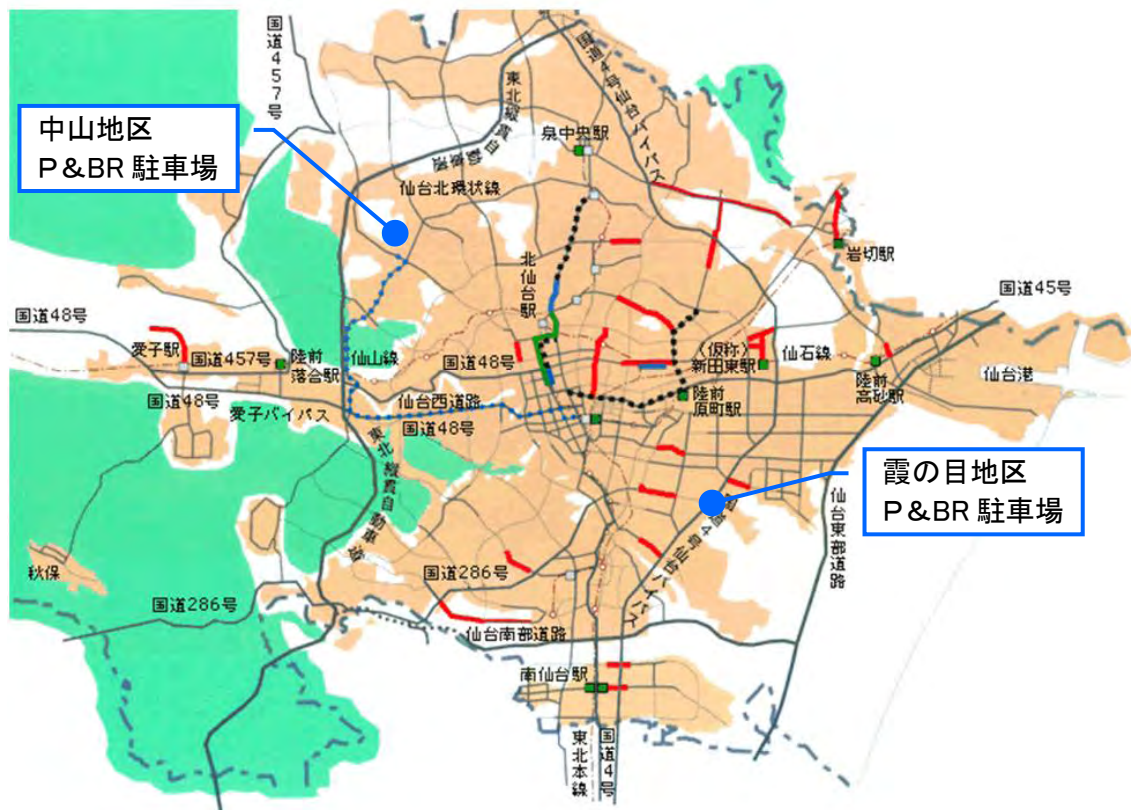 国道457号
国道4号仙台バイパス
東北縦貫自動車道
中山地区
P&BR 駐車場
泉中央駅
仙台北環状線
岩切駅
北仙台駅
国道45号
国道48号
愛子駅
国道457号
陸前
落合駅
仙山線
国道48号
(仮称)
新田東駅
仙石線
陸前
高砂駅
仙台港
国道48号
愛子バイパス
仙台西道路
国道48号
陸前
原町駅
東北縦貫自動車道
霞の目地区
P&BR 駐車場
国道4号仙台バイパス
仙台東部道路
秋保
国道286号
国道286号
仙台南部道路
南仙台駅
東北本線
国道4号